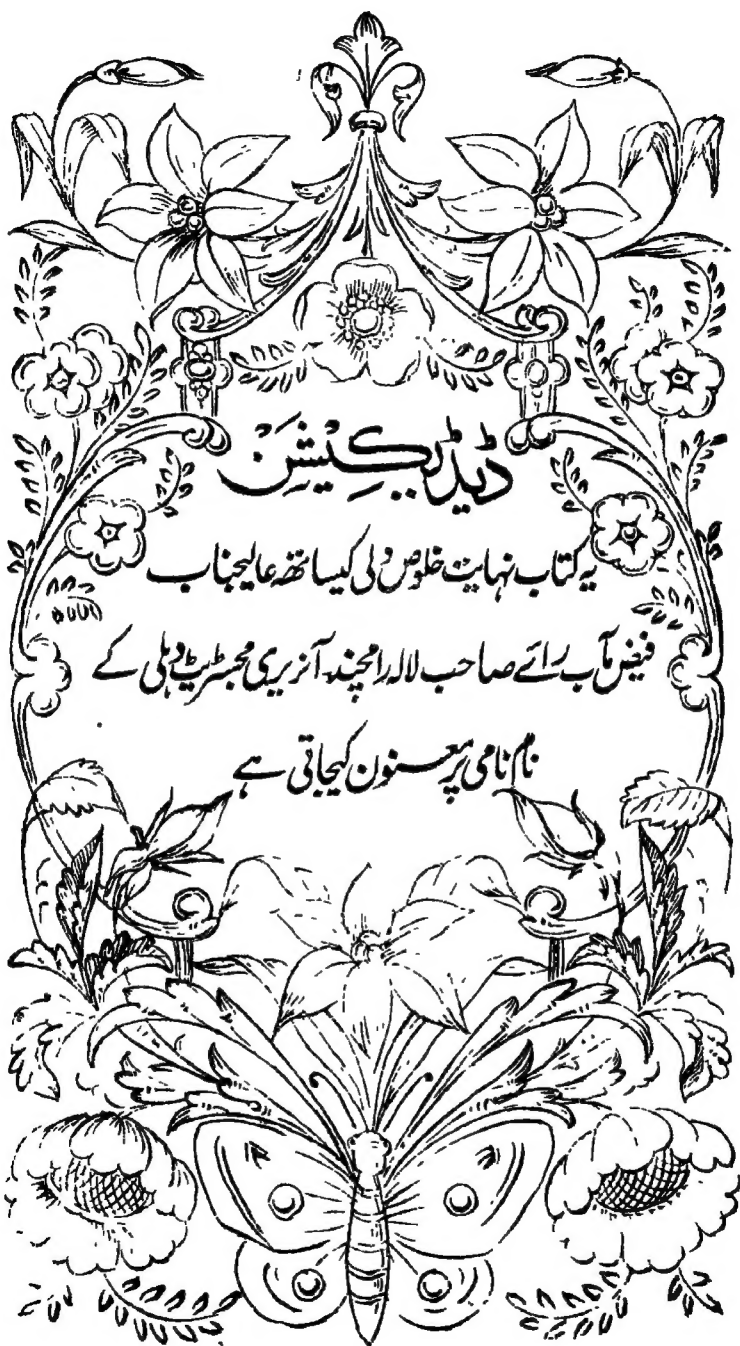 ڈیڈیکیشن
یہ کتاب نہایت خلوص دلی کیساتھ عالیجناب
فیض مآب رائے صاحب لالہ رامچند آنریری مجسٹریٹ دہلی کے
نام نامی پر معنون کیجاتی ہے